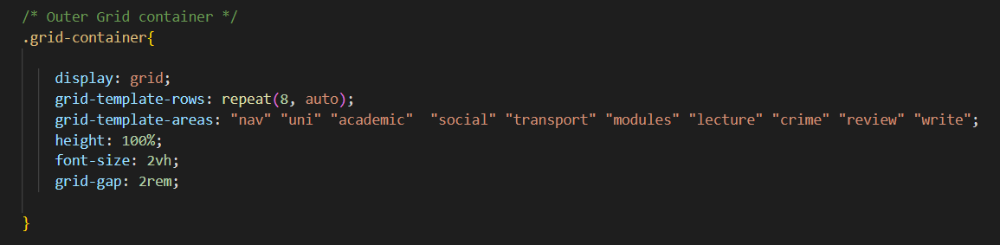 /* Outer Grid container */
.grid-container{
display: grid;
grid-template-rows: repeat(8, auto);
grid-template-areas: "nav" "uni" "academic"  "social" "transport" "modules" "lecture" "crime" "review" "write";
height: 100%;
font-size: 2vh;
grid-gap: 2rem;
}